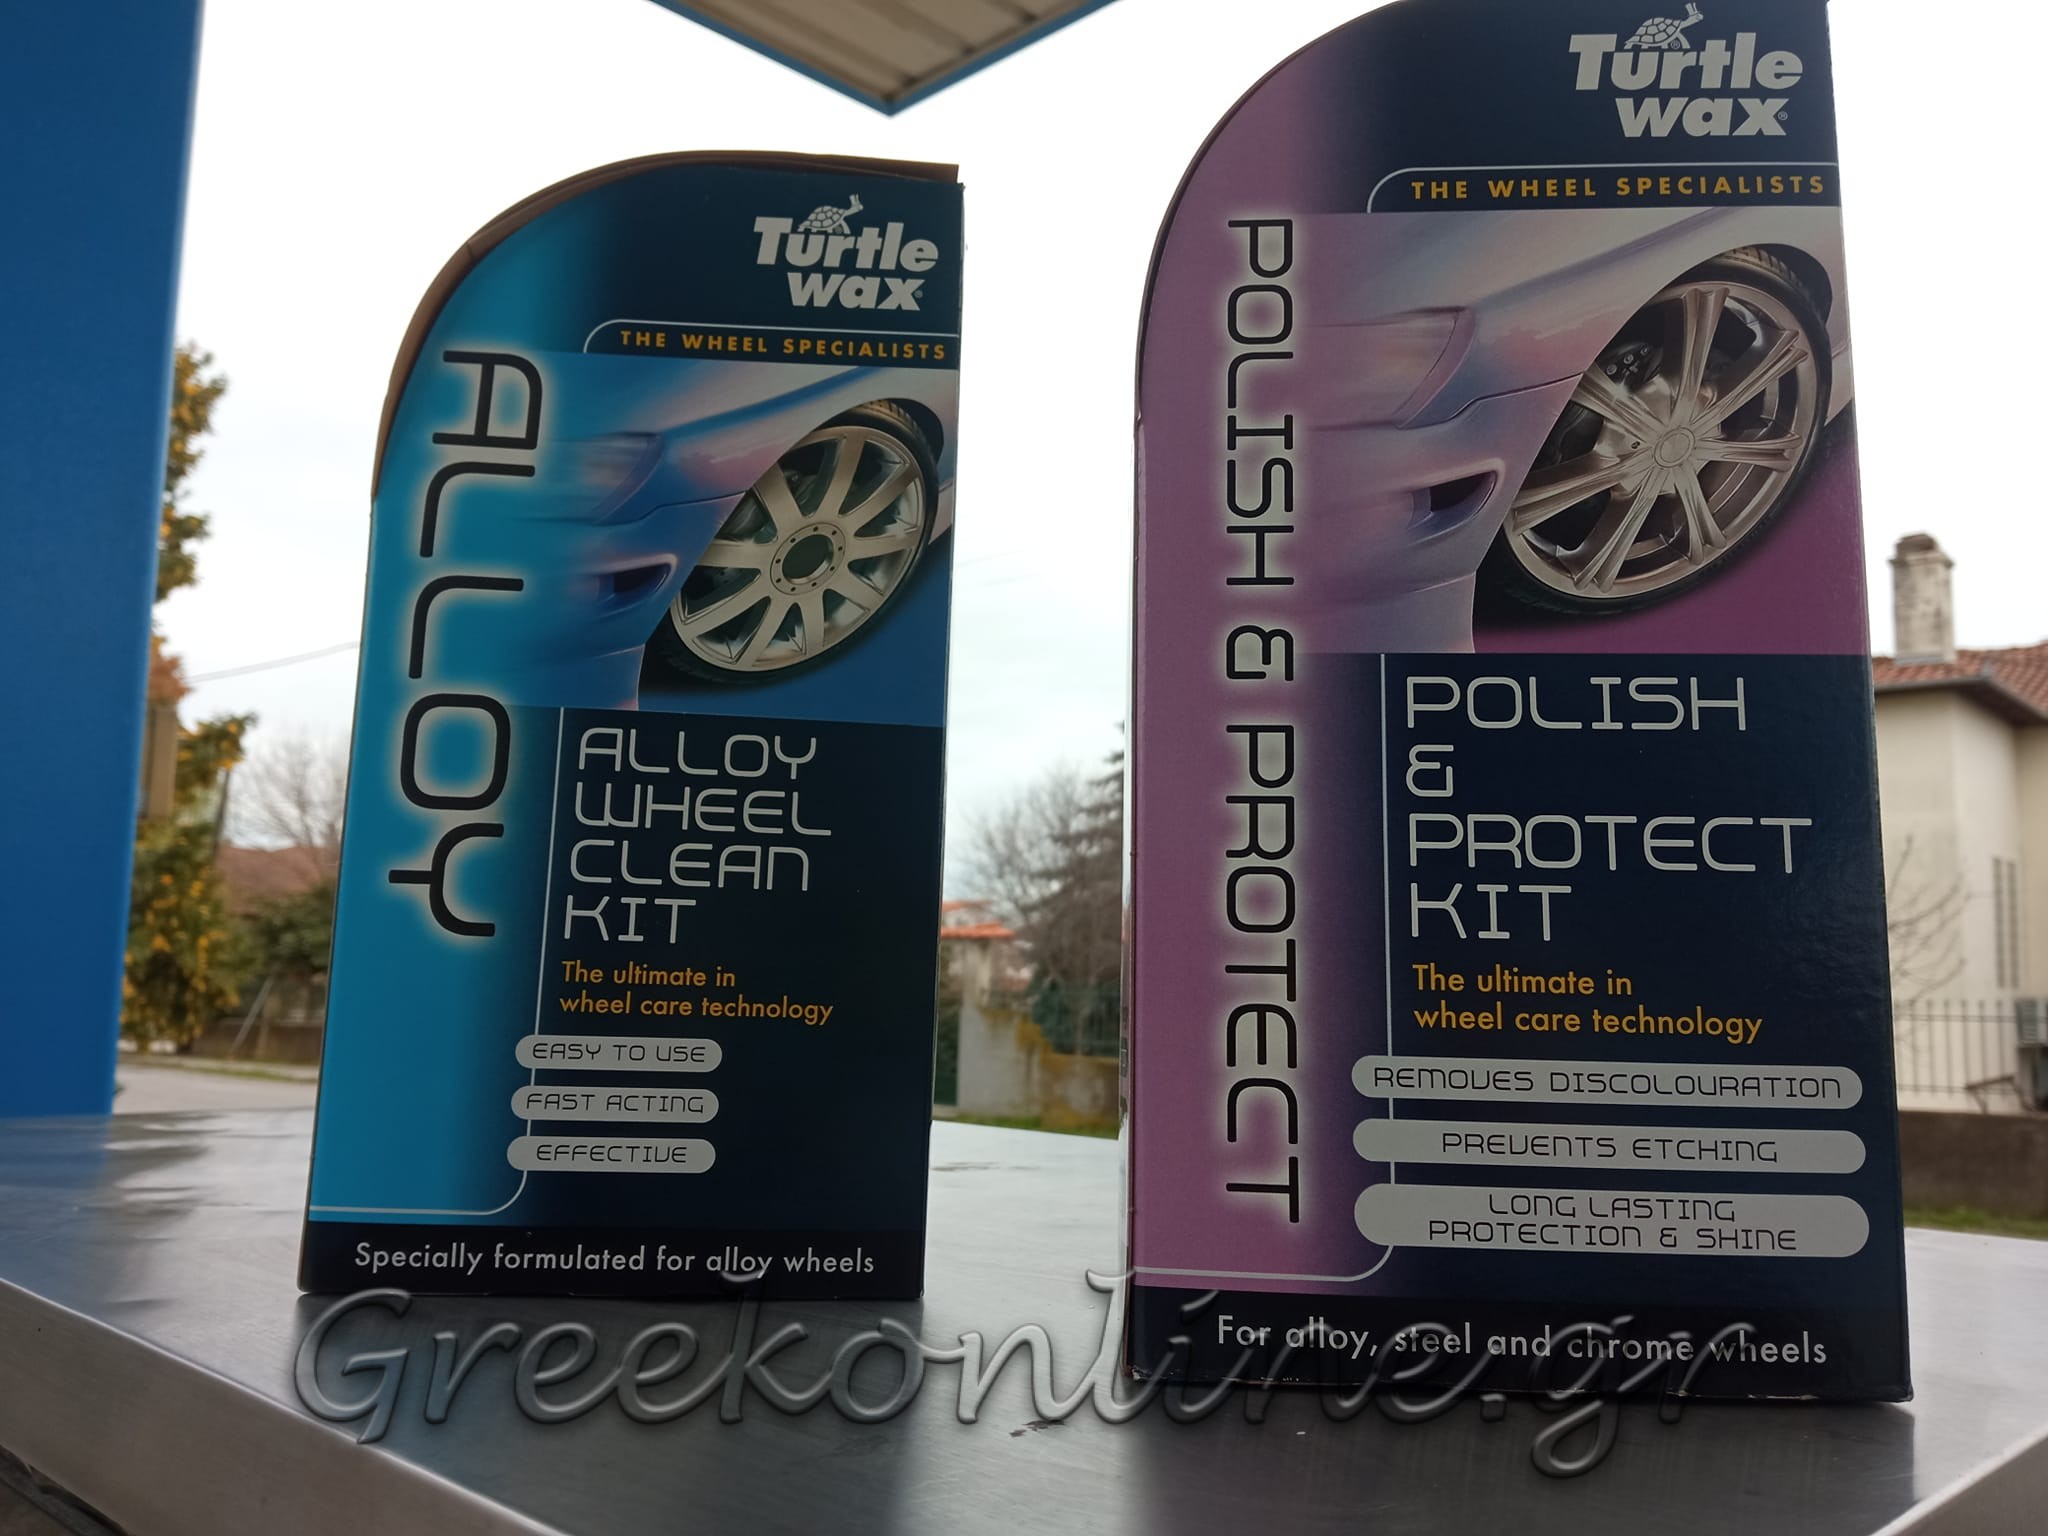 Turtle
wax®
THE WHEEL SPECIALISTS
ALLOY
ALLOY
WHEEL
CLEAN
KIT
The ultimate in
wheel care technology
EASY TO USE
FAST ACTING
EFFECTIVE
Specially formulated for alloy wheels
Turtle
wax®
THE WHEEL SPECIALISTS
POLISH & PROTECT
POLISH
&
PROTECT
KIT
The ultimate in
wheel care technology
REMOVES DISCOLOURATION
PREVENTS ETCHING
LONG LASTING
PROTECTION & SHINE
For alloy, steel and chrome wheels
Greekonline.gr